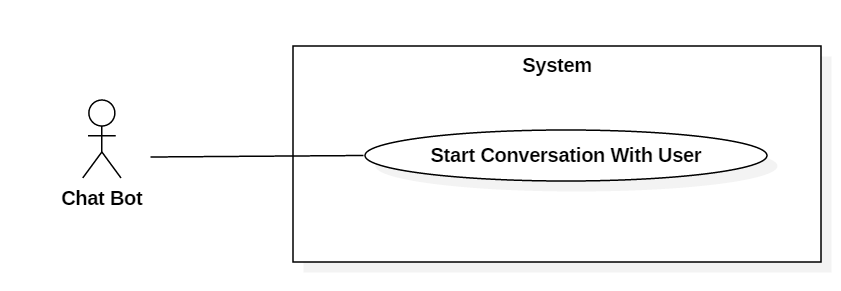 System
Start Conversation With User
Chat Bot